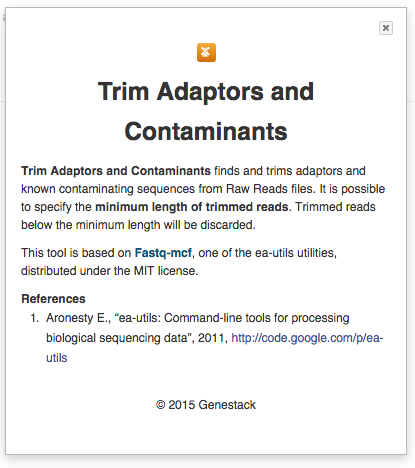 Trim Adaptors and
Contaminants
Trim Adaptors and Contaminants finds and trims adaptors and
known contaminating sequences from Raw Reads files. It is possible
to specify the minimum length of trimmed reads. Trimmed reads
below the minimum length will be discarded.
This tool is based on Fastq-mcf, one of the ea-utils utilities,
distributed under the MIT license.
References
1. Aronesty E., “ea-utils: Command-line tools for processing
biological sequencing data”, 2011, http://code.google.com/p/ea-
utils
© 2015 Genestack